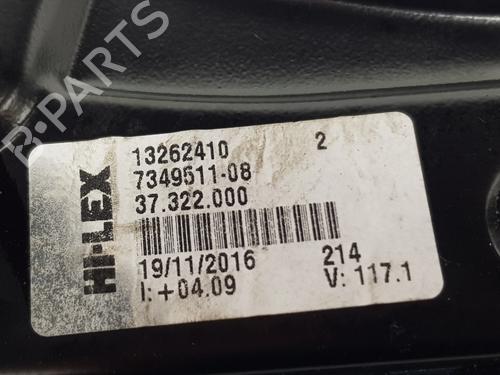 B-PARTS
HI-LEX
13262410 2
7349511-08
37.322.000
19/11/2016 214
I: +04.09 V: 117.1